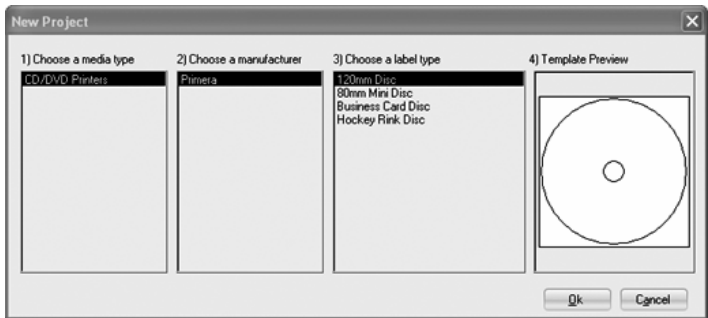 New Project
1) Choose a media type
2) Choose a manufacturer
3) Choose a label type
4) Template Preview
CD/DVD Printers
Primera
120mm Disc
80mm Mini Disc
Business Card Disc
Hockey Rink Disc
Ok
Cancel